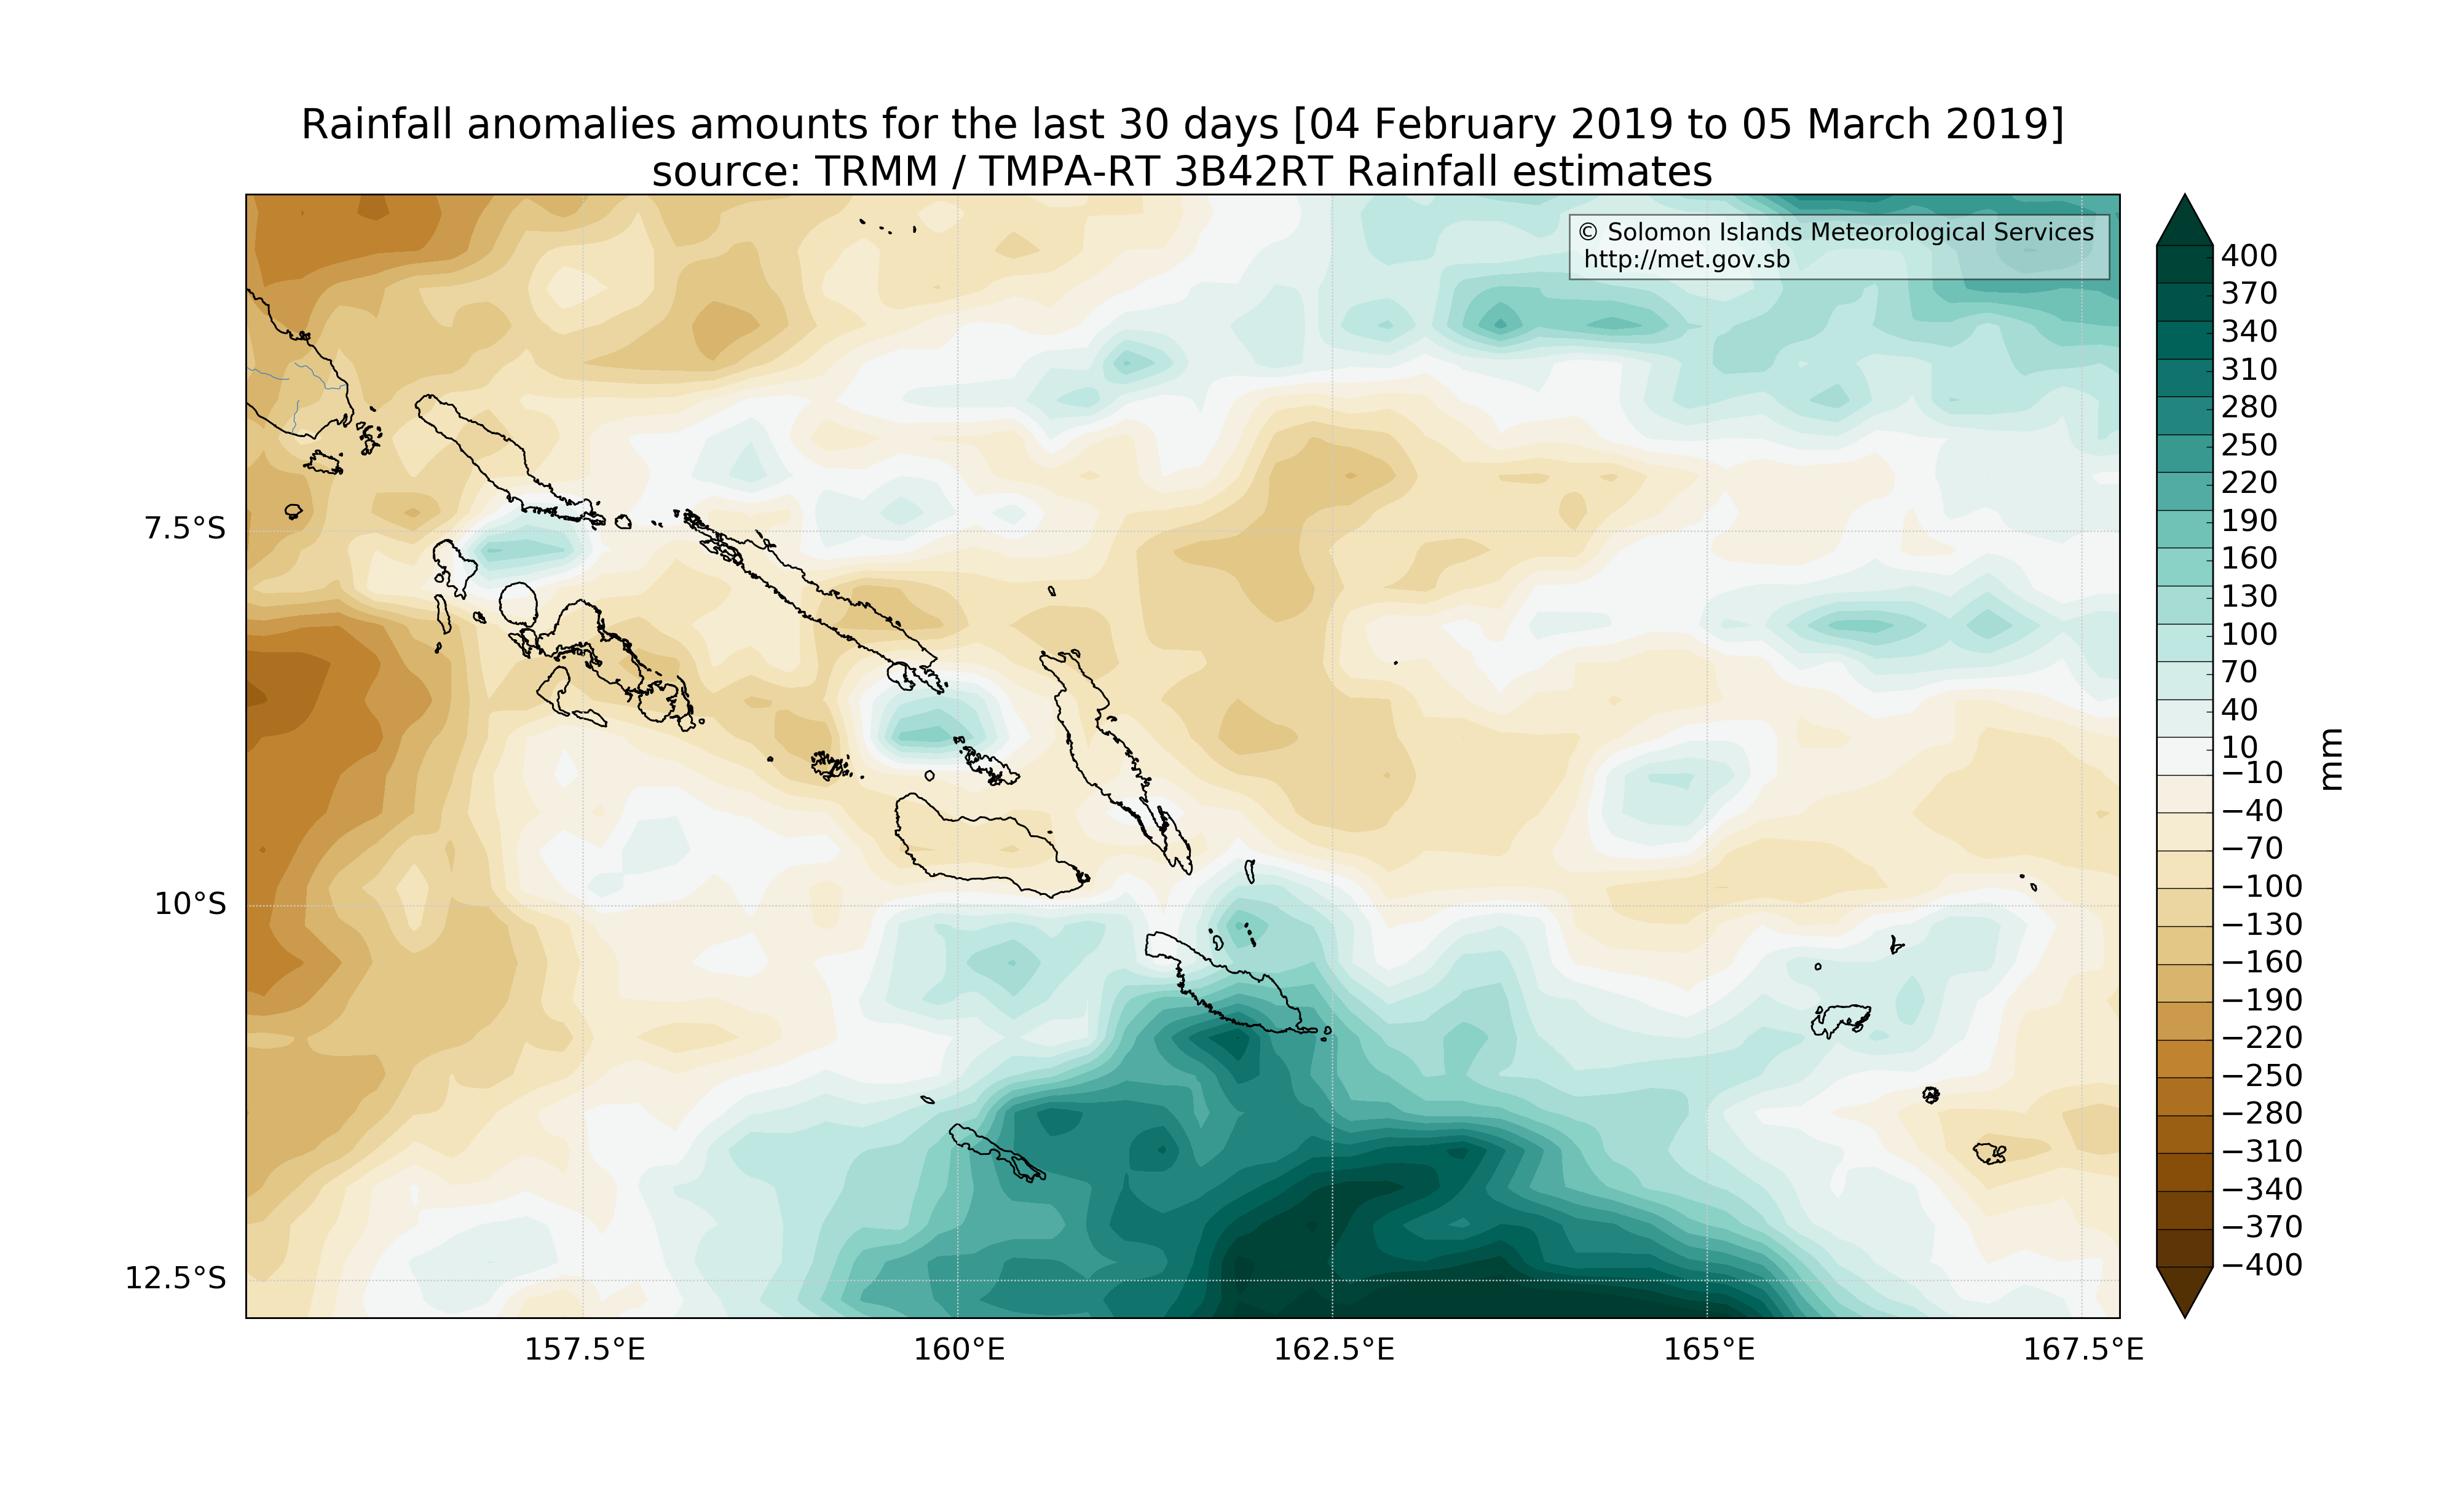 Rainfall anomalies amounts for the last 30 days [04 February 2019 to 05 March 2019]
source: TRMM / TMPA-RT 3B42RT Rainfall estimates
© Solomon Islands Meteorological Services
http://met.gov.sb
7.5°S
10°S
12.5°S
157.5°E
160°E
162.5°E
165°E
167.5°E
400
370
340
310
280
250
220
190
160
130
100
70
40
10
−10
−40
−70
−100
−130
−160
−190
−220
−250
−280
−310
−340
−370
−400
mm